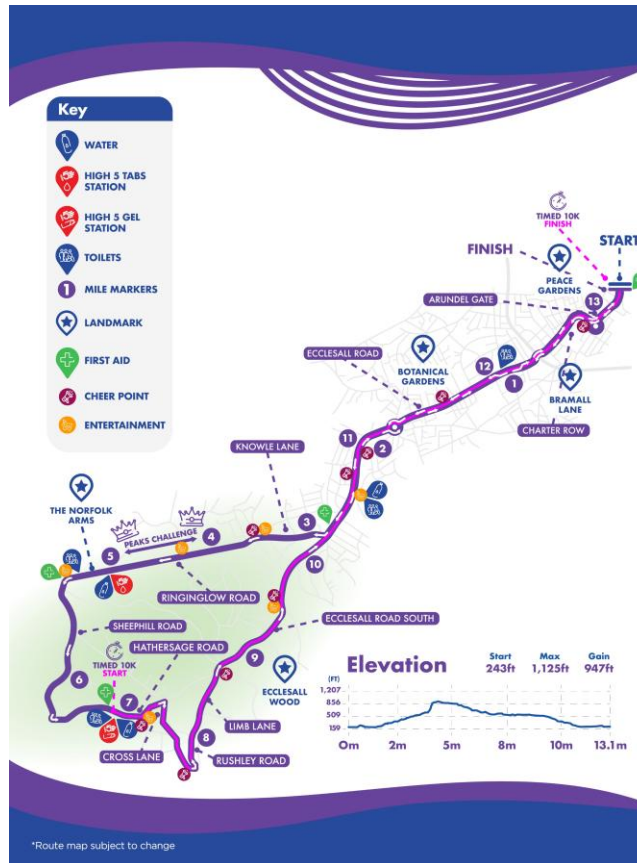 Key
WATER
HIGH 5 TABS
STATION
HIGH 5 GEL
STATION
TOILETS
1 MILE MARKERS
LANDMARK
FIRST AID
CHEER POINT
ENTERTAINMENT
TIMED 10K
FINISH
FINISH
START
PEACE
GARDENS
ARUNDEL GATE
13
ECCLESALL ROAD
BOTANICAL
GARDENS
12
1
BRAMALL
LANE
CHARTER ROW
11
2
KNOWLE LANE
THE NORFOLK
ARMS
PEAKS CHALLENGE
5
4
3
10
RINGINGLOW ROAD
SHEEPHILL ROAD
ECCLESALL ROAD SOUTH
HATHERSAGE ROAD
TIMED 10K
START
9
6
7
ECCLESALL
WOOD
LIMB LANE
CROSS LANE
8
RUSHLEY ROAD
Elevation
Start
243ft
Max
1,125ft
Gain
947ft
(FT)
1,207
856
509
159
0m
2m
5m
8m
10m
13.1m
*Route map subject to change